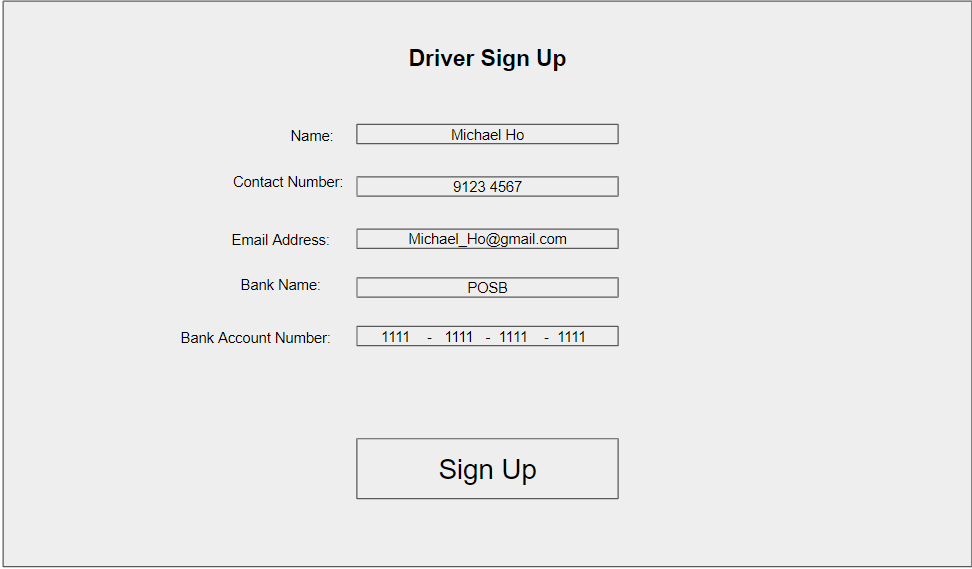 Driver Sign Up
Name: Michael Ho
Contact Number: 9123 4567
Email Address: Michael_Ho@gmail.com
Bank Name: POSB
Bank Account Number: 1111 - 1111 - 1111 - 1111
Sign Up